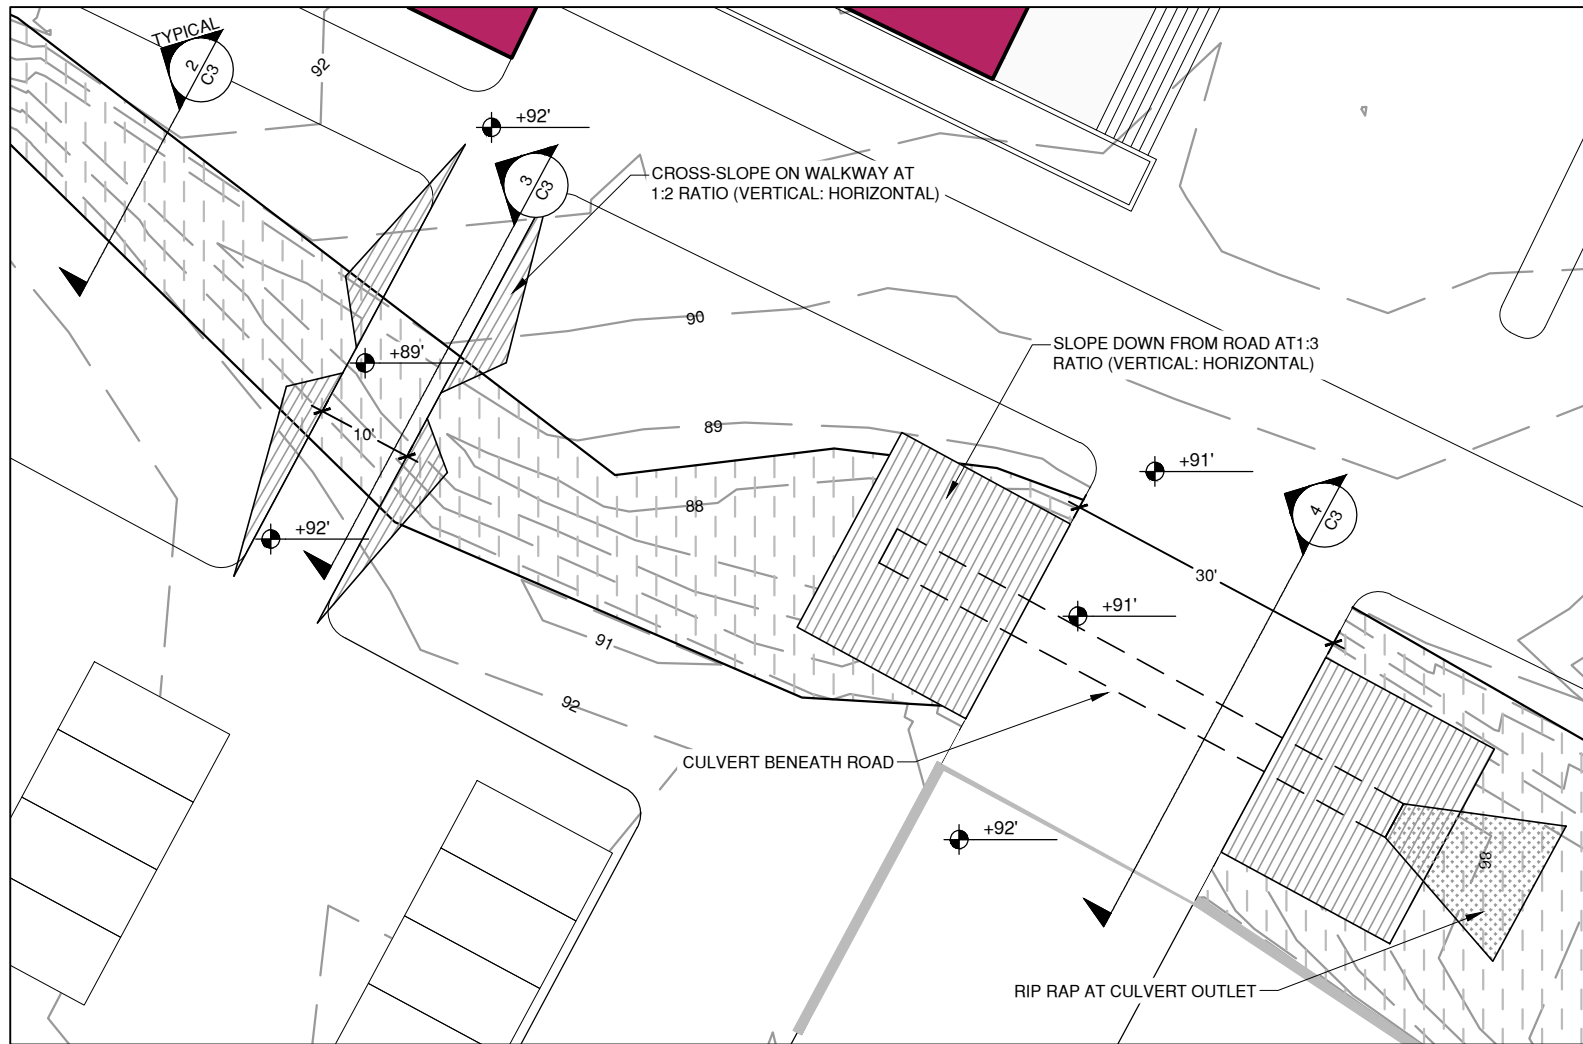 TYPICAL
2
C3
92
+92'
3
C3
CROSS-SLOPE ON WALKWAY AT
1:2 RATIO (VERTICAL: HORIZONTAL)
90
+89'
SLOPE DOWN FROM ROAD AT1:3
RATIO (VERTICAL: HORIZONTAL)
10'
89
+91'
88
4
C3
+92'
30'
+91'
91
92
CULVERT BENEATH ROAD
+92'
86
RIP RAP AT CULVERT OUTLET